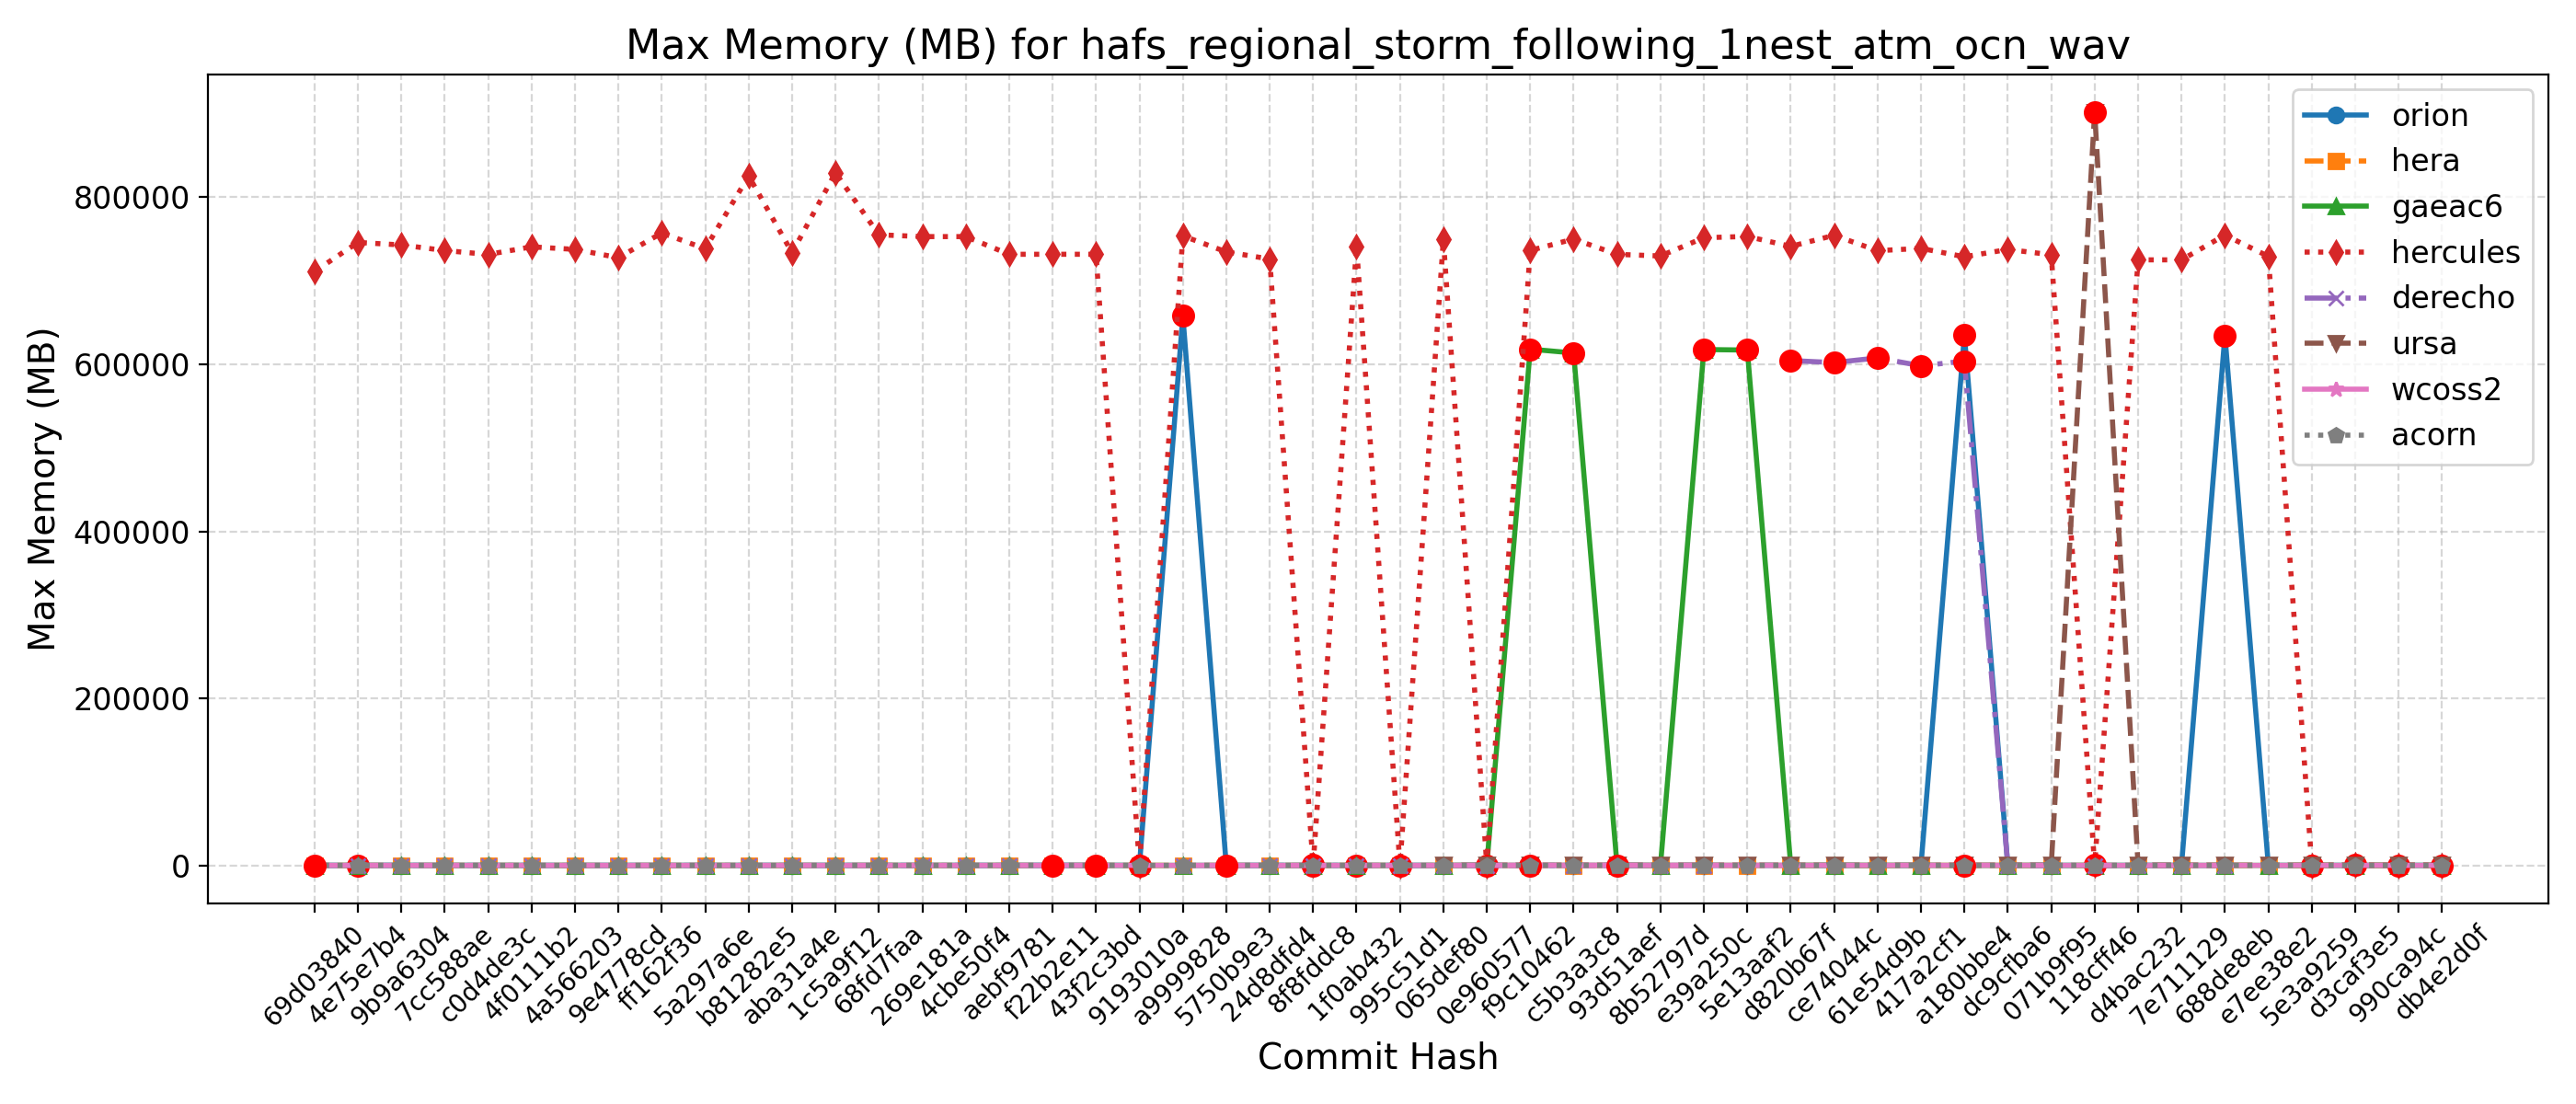 Max Memory (MB) for hafs_regional_storm_following_1nest_atm_ocn_wav
Max Memory (MB)
800000
600000
400000
200000
0
orion
hera
gaeac6
hercules
derecho
ursa
wcoss2
acorn
69d03840
4e75e7b4
9b9a6304
7cc588ae
c0d4de3c
4f0111b2
4a566203
9e4778cd
ff162f36
5a297a6e
b81282e5
aba31a4e
1c5a9f12
68fd7faa
269e181a
4cbe50f4
aebf9781
f22b2e11
43f2c3bd
9193010a
a9999828
5750b9e3
24d8dfd4
8f8fddc8
1f0ab432
995c51d1
065def80
0e960577
f9c10462
c5b3a3c8
93d51aef
8b52797d
e39a250c
5e13aaf2
d820b67f
ce74044c
61e54d9b
417a2cf1
a180bbe4
dc9cfba6
071b9f95
118cff46
d4bac232
7e711129
688de8eb
e7ee38e2
5e3a9259
d3caf3e5
990ca94c
db4e2d0f
Commit Hash